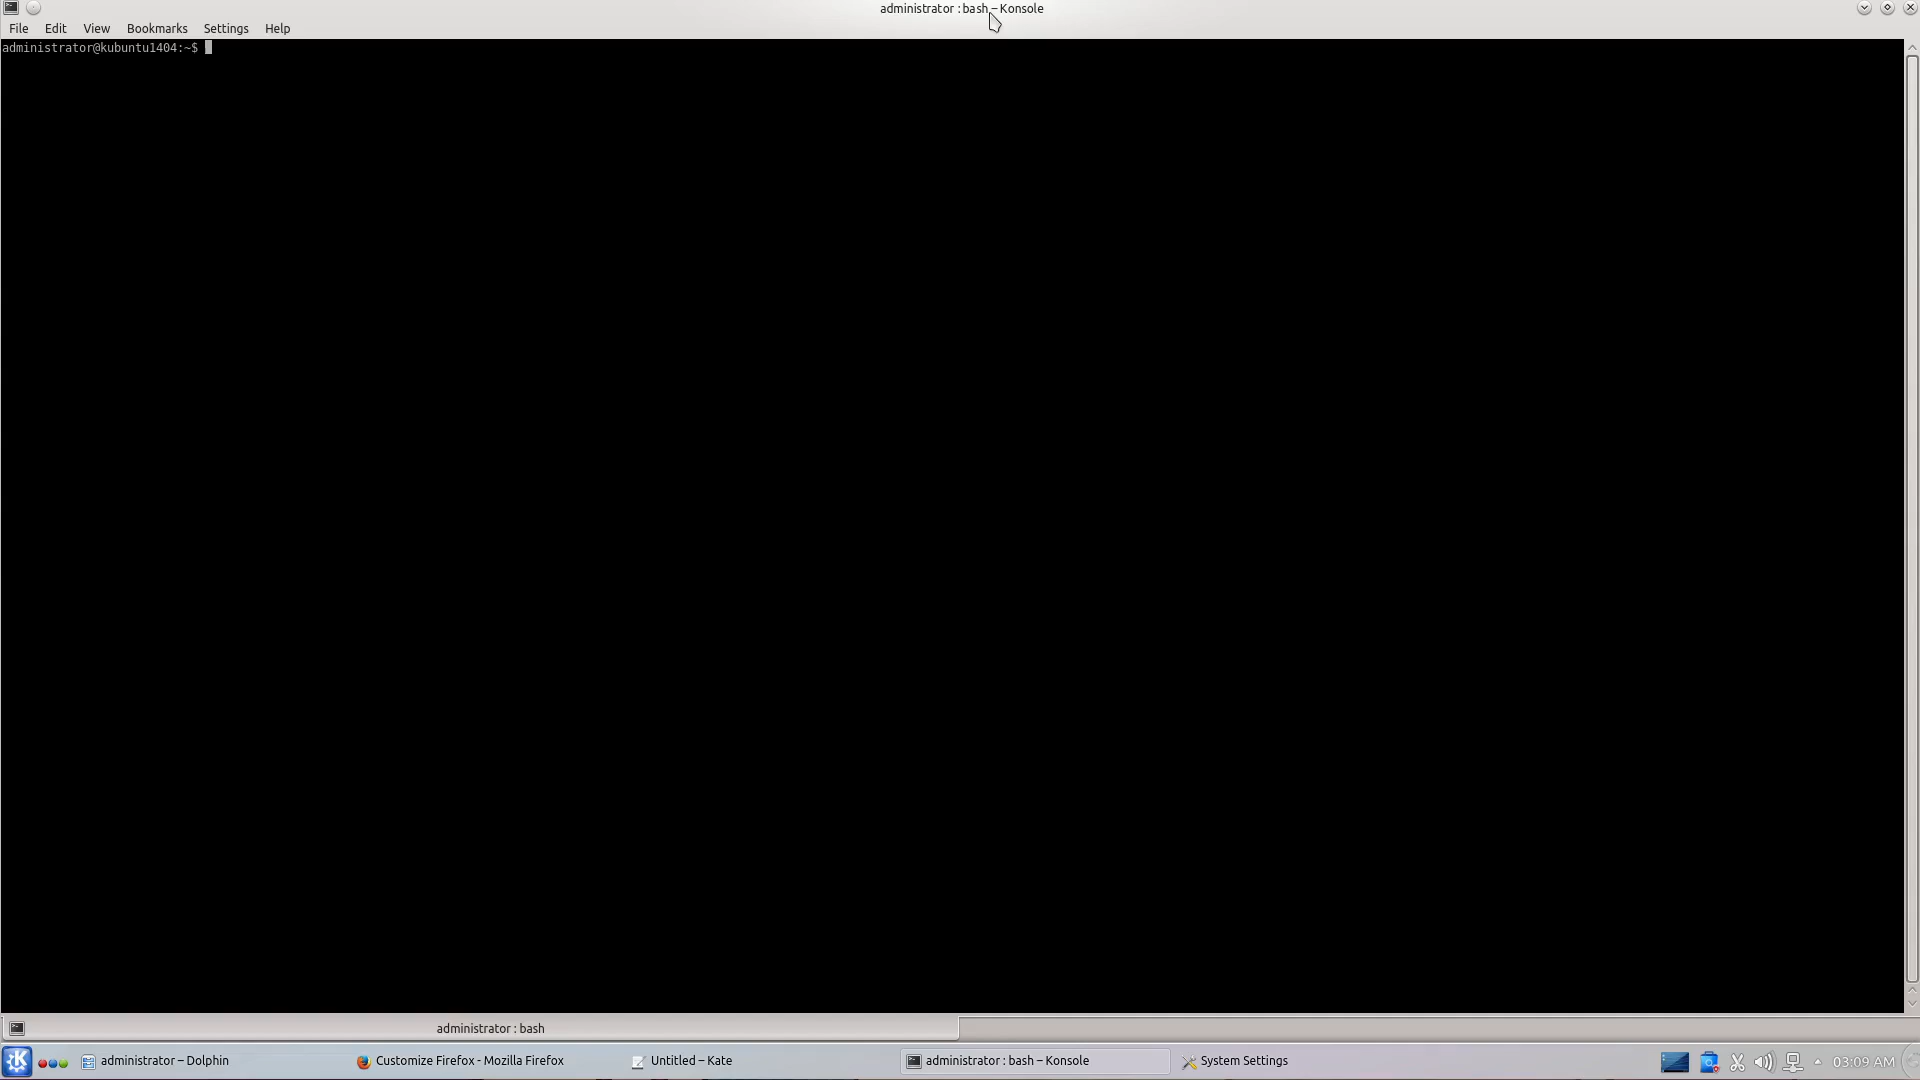 administrator : bash – Konsole
File Edit View Bookmarks Settings Help
administrator@kubuntu1404:~$
administrator : bash
administrator – Dolphin Customize Firefox - Mozilla Firefox Untitled – Kate administrator : bash – Konsole System Settings 03:09 AM